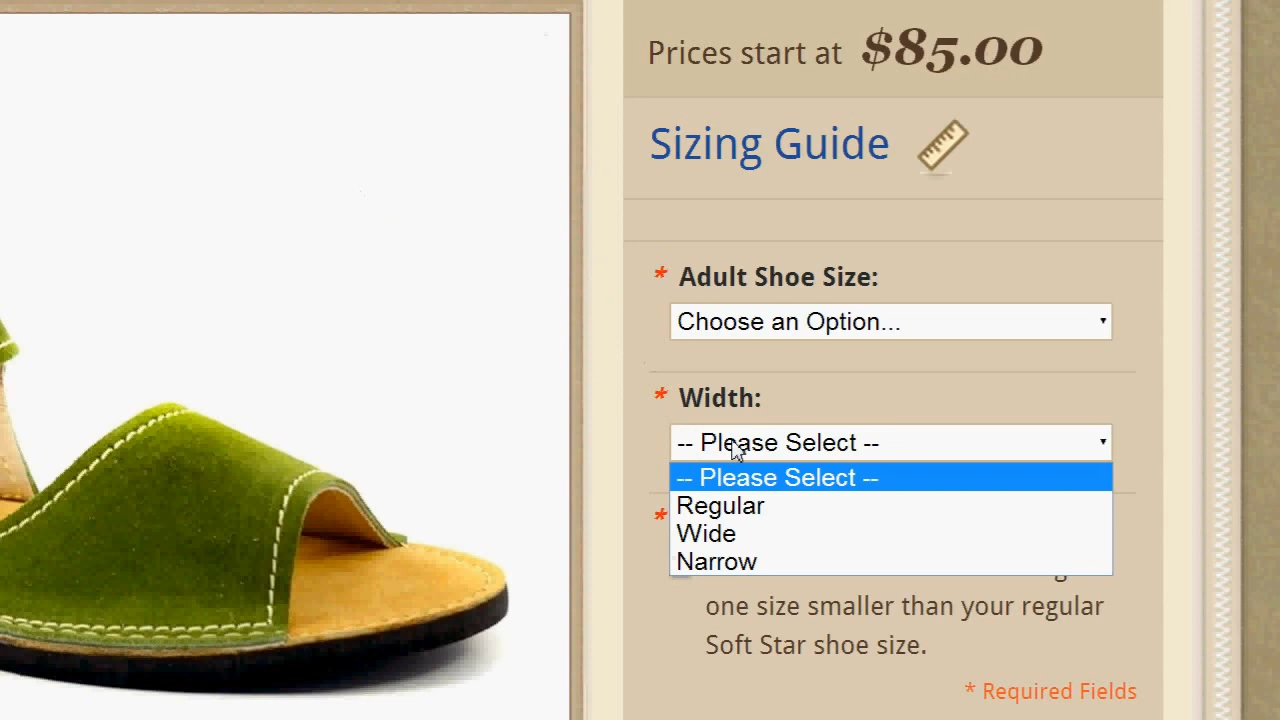 Prices start at $85.00
Sizing Guide
* Adult Shoe Size:
Choose an Option...
* Width:
-- Please Select --
-- Please Select --
Regular
Wide
Narrow
*
one size smaller than your regular
Soft Star shoe size.
* Required Fields